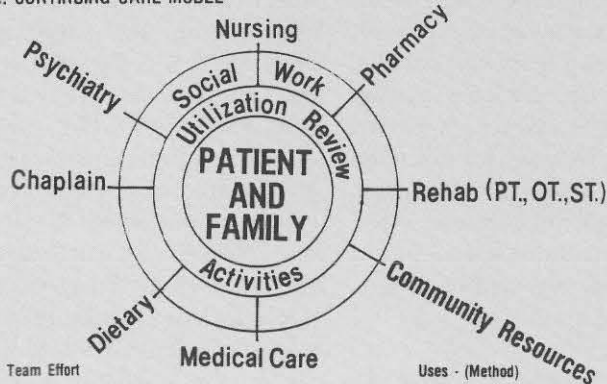 CONTINUING CARE MODEL
Nursing
Psychiatry
Pharmacy
Social Work
Utilization Review
PATIENT
AND
FAMILY
Chaplain
Rehab (PT., OT., ST.)
Activities
Dietary
Community Resources
Medical Care
Team Effort
Uses - (Method)